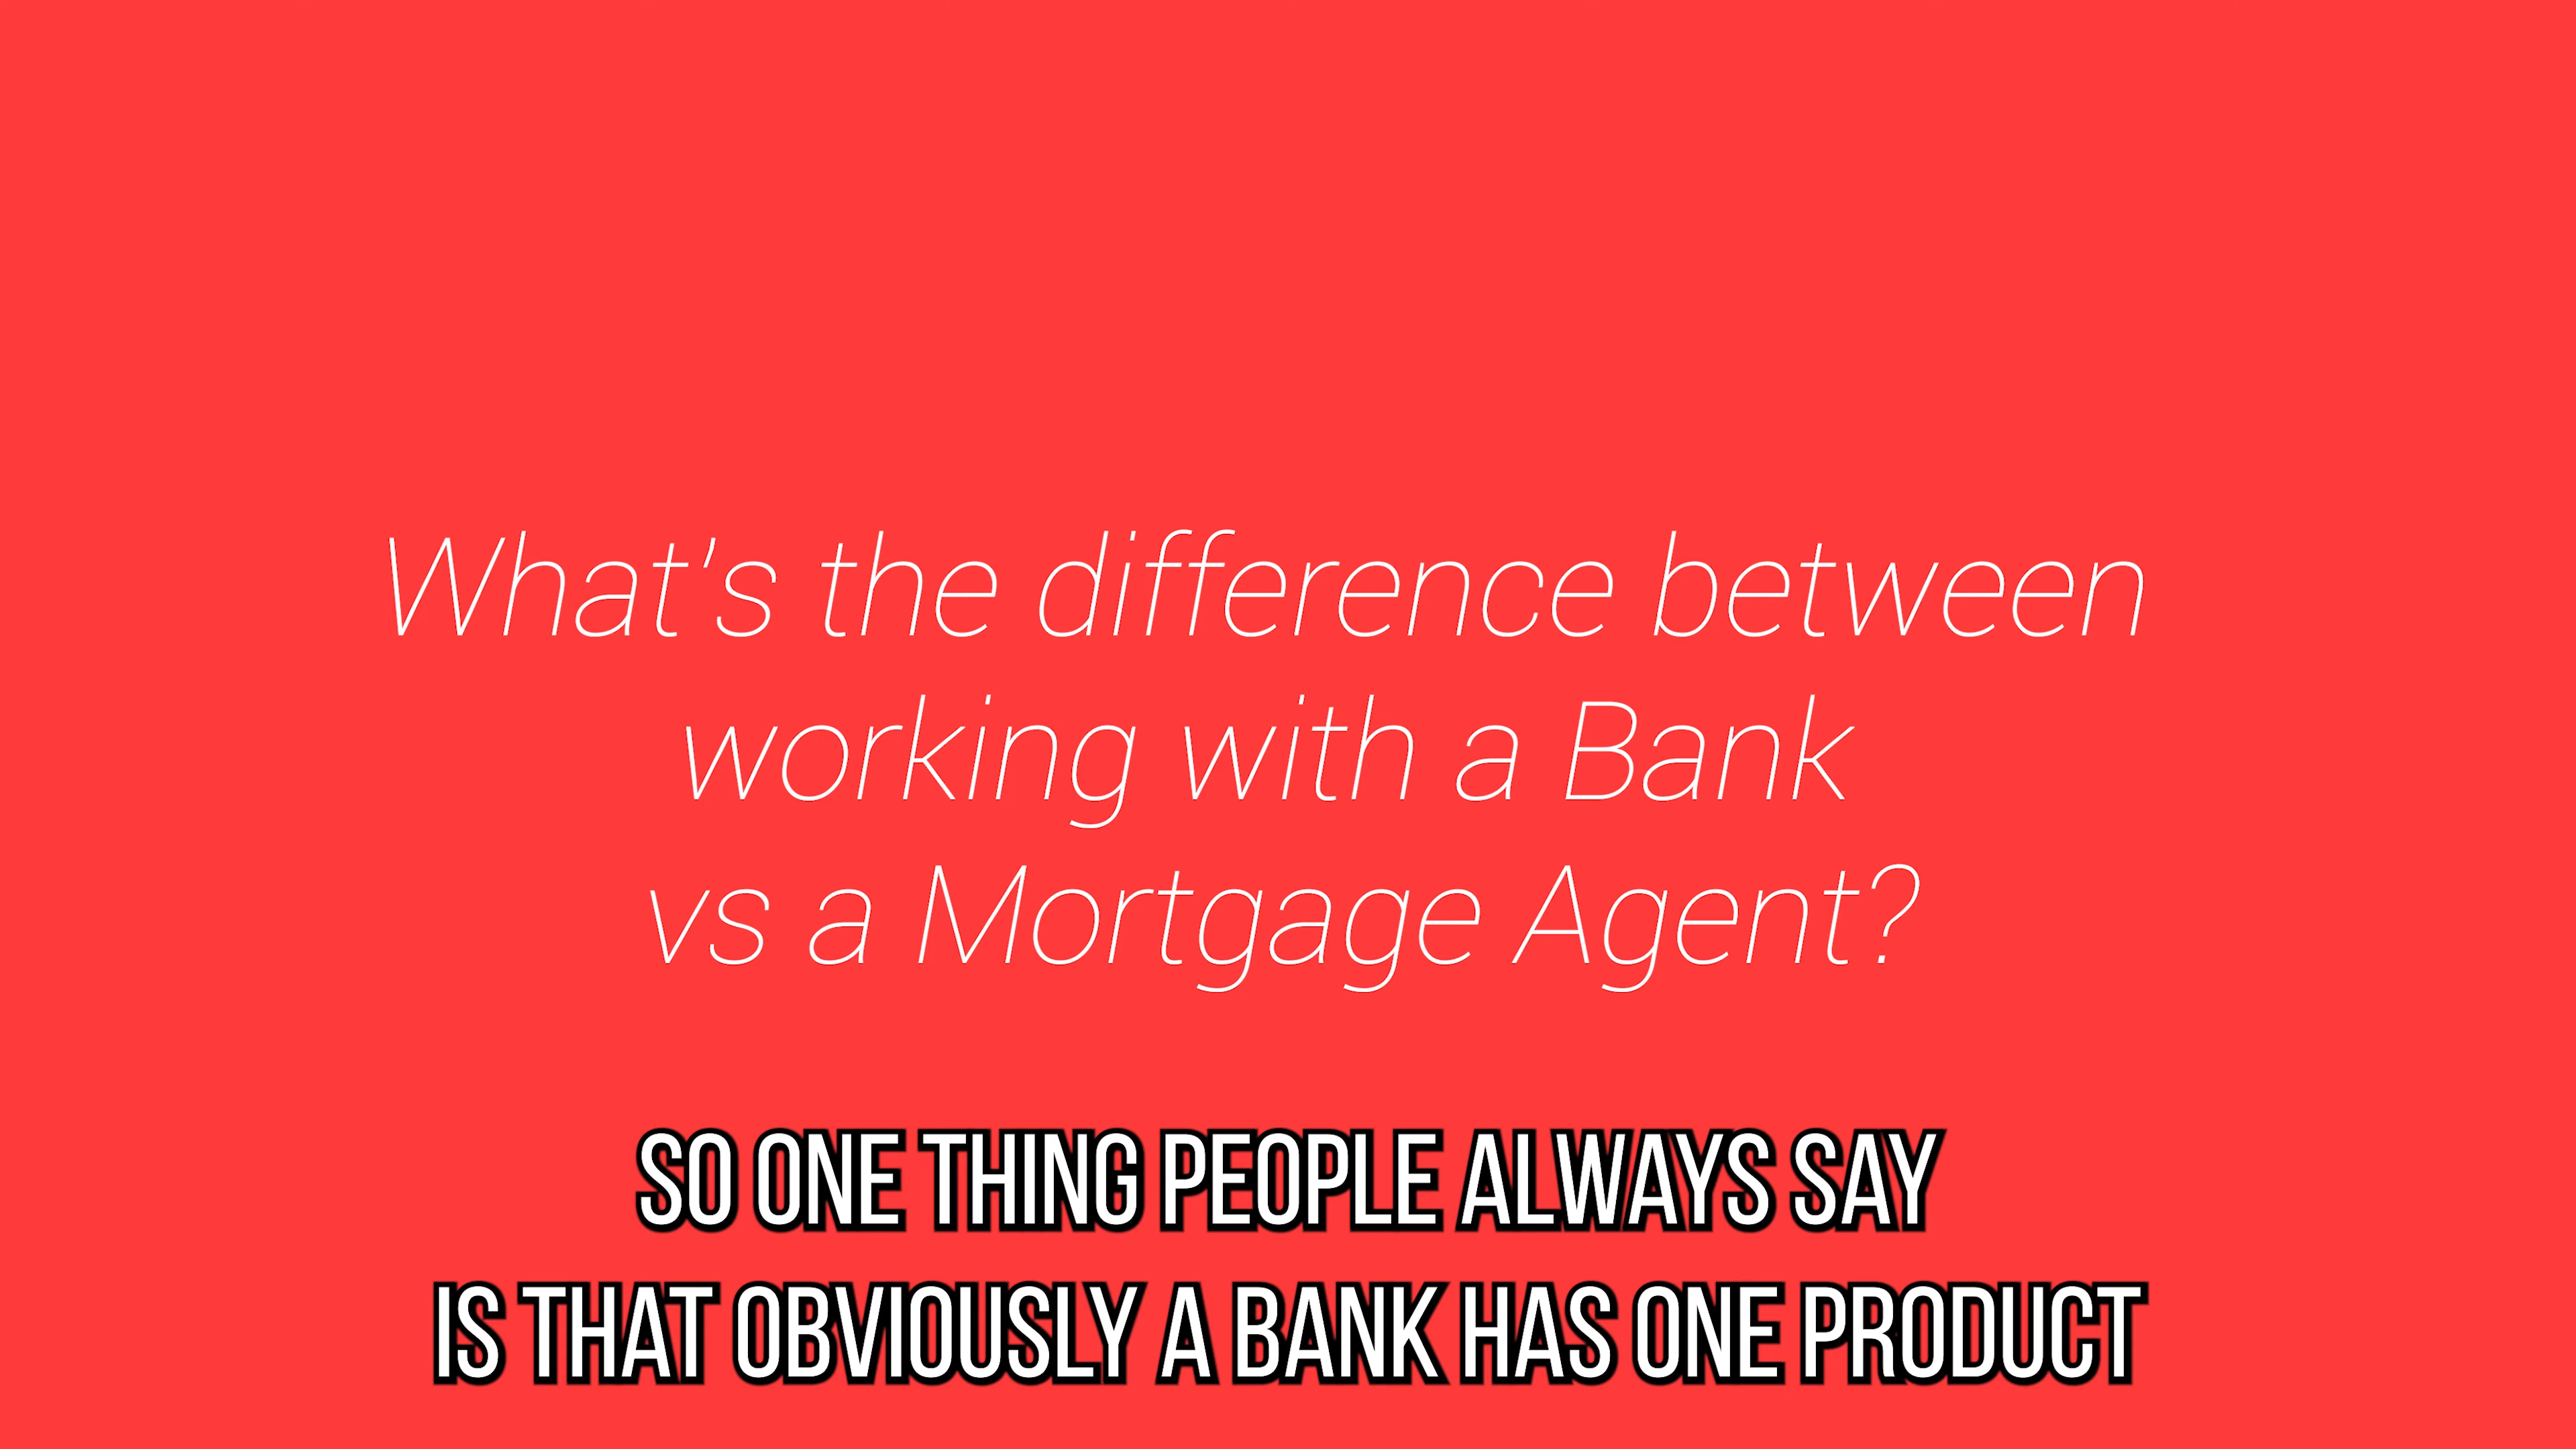 What's the difference between
working with a Bank
vs a Mortgage Agent?
SO ONE THING PEOPLE ALWAYS SAY
IS THAT OBVIOUSLY A BANK HAS ONE PRODUCT